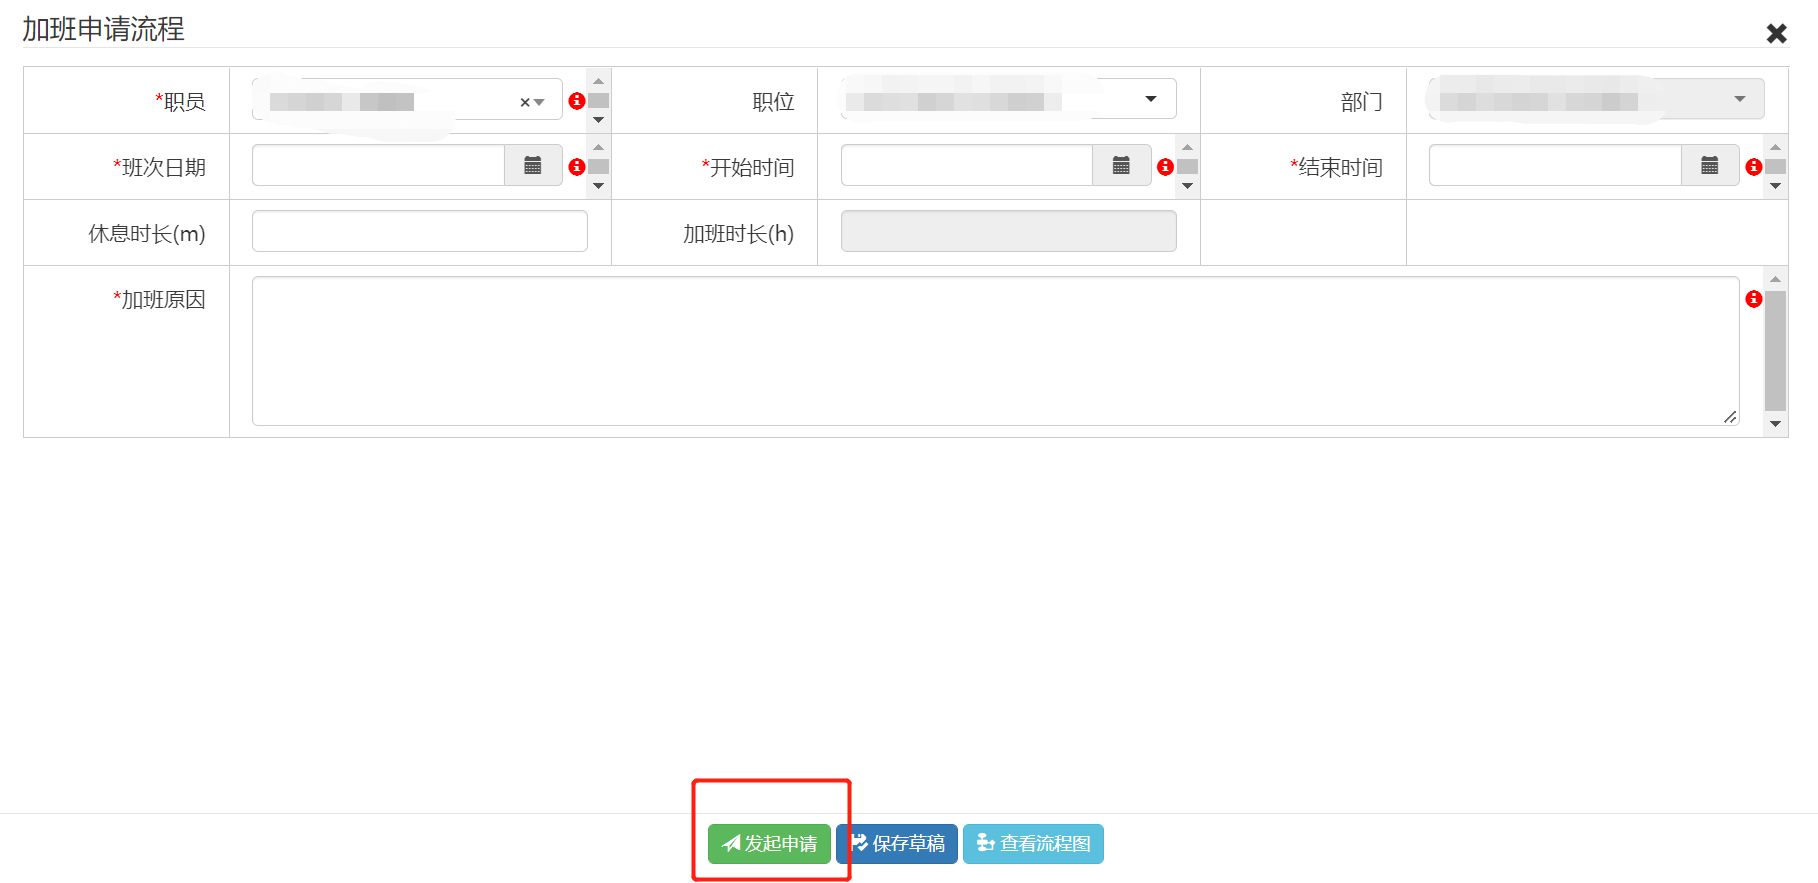 加班申请流程
*职员 职位 部门
*班次日期 *开始时间 *结束时间
休息时长(m) 加班时长(h)
*加班原因
发起申请 保存草稿 查看流程图